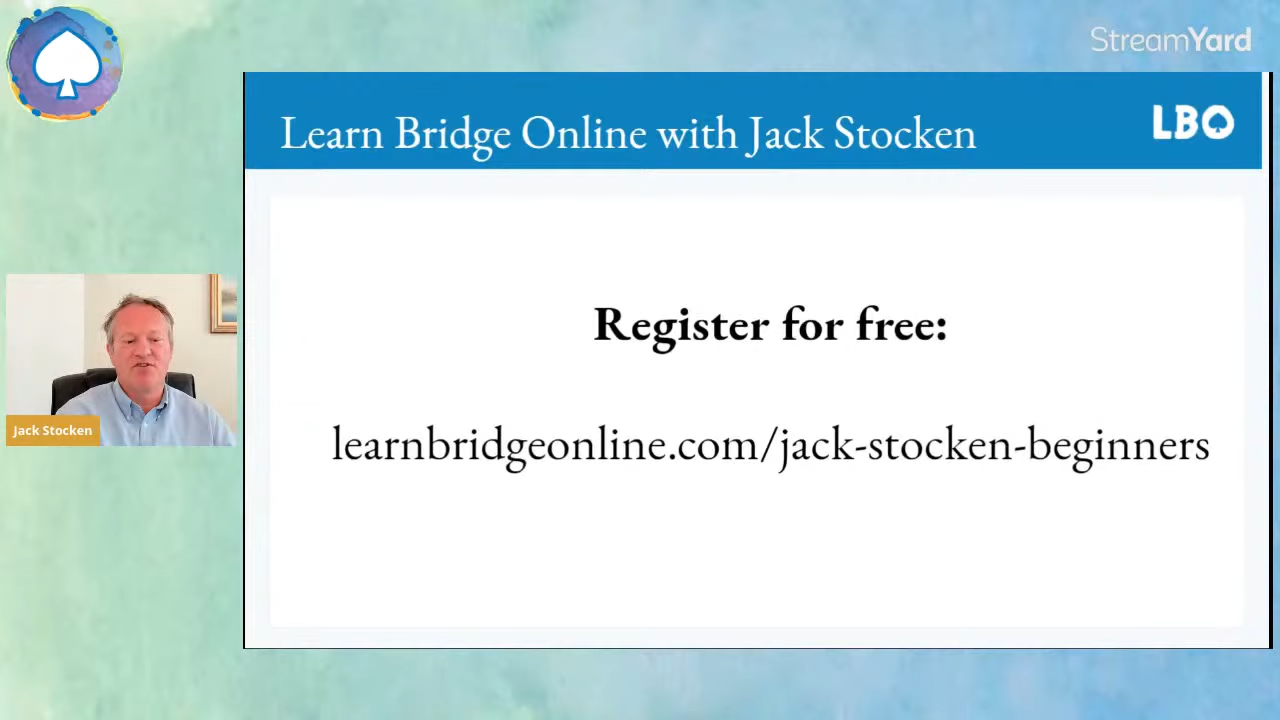 StreamYard
Learn Bridge Online with Jack Stocken
LBO
Register for free:
learnbridgeonline.com/jack-stocken-beginners
Jack Stocken